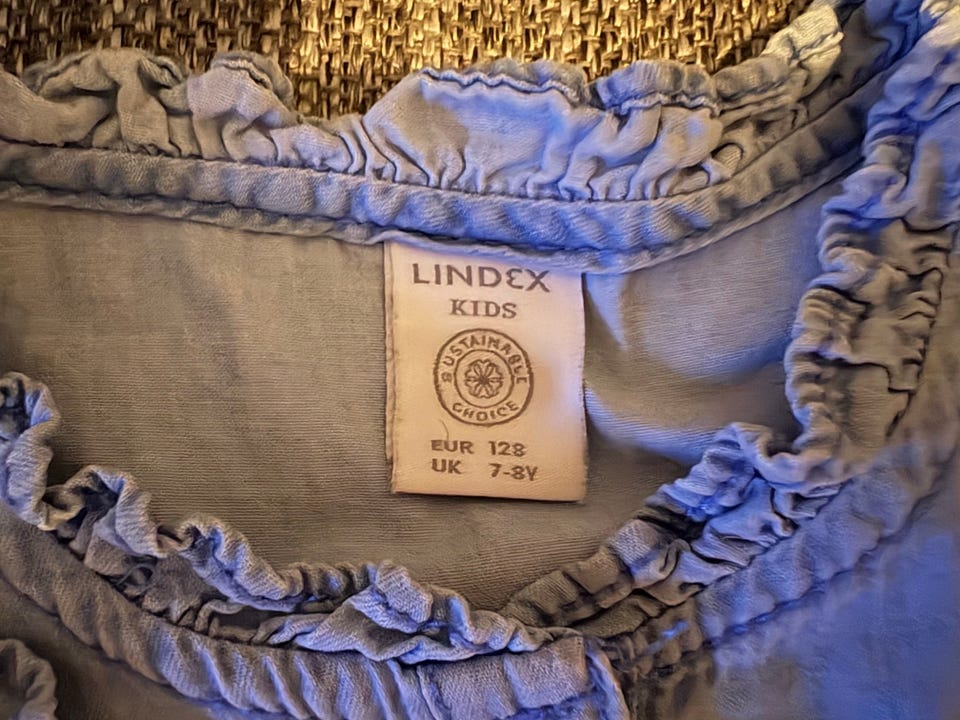 LINDEX
KIDS
SUSTAINABLE
CHOICE
EUR 128
UK 7-8Y